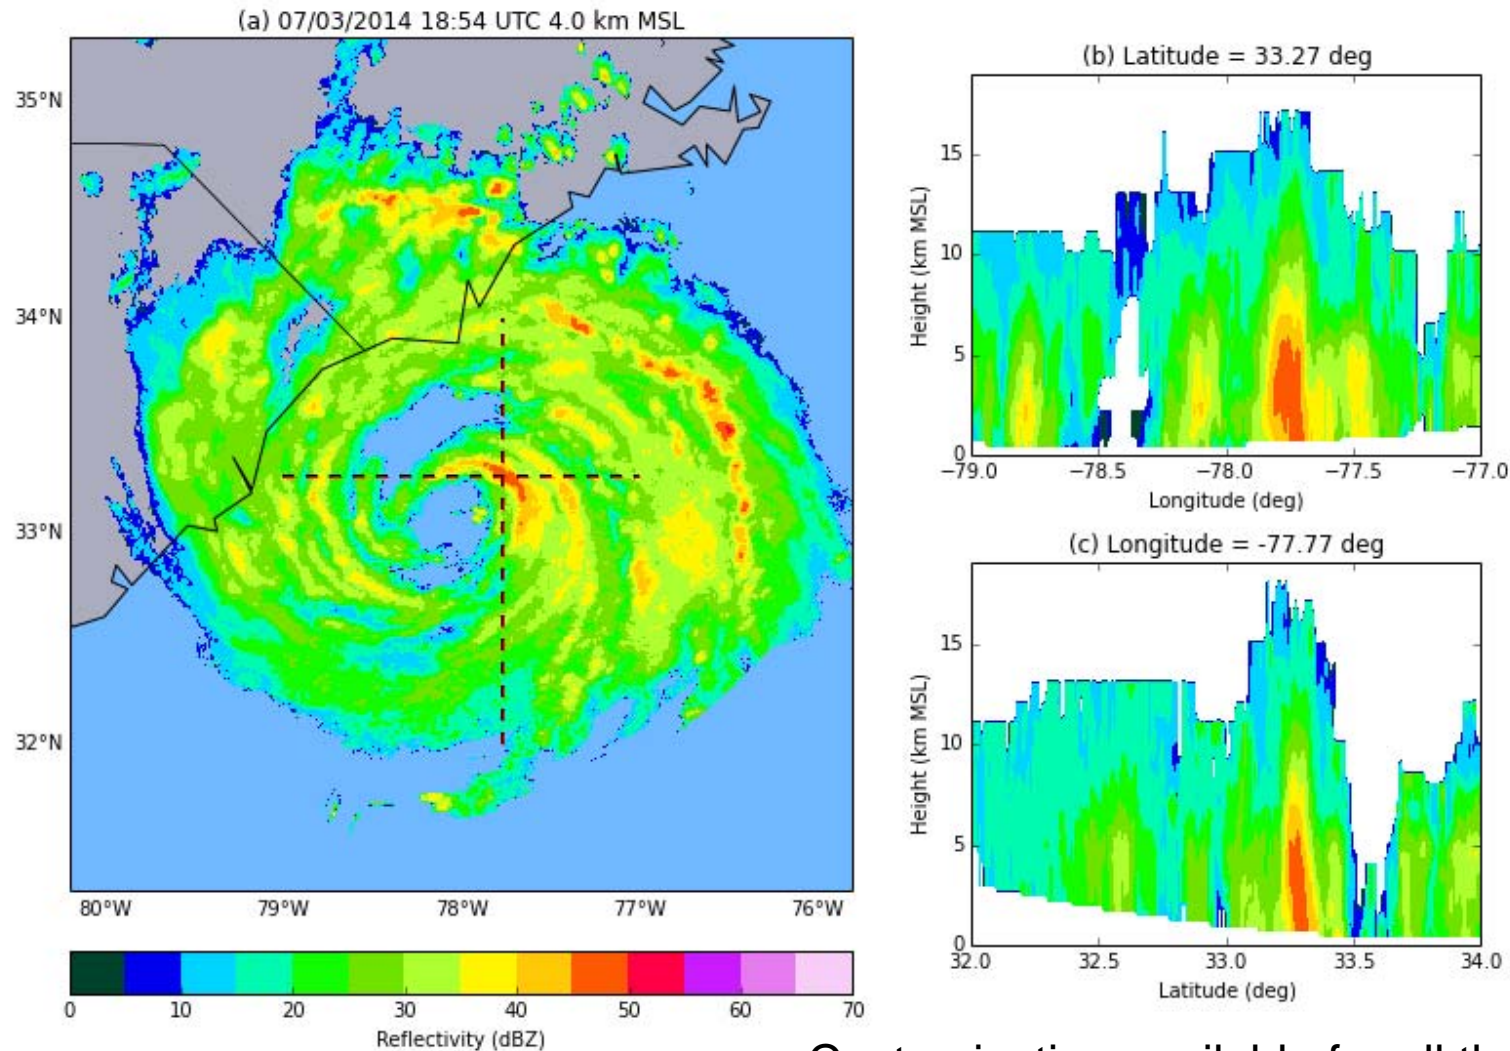 (a) 07/03/2014 18:54 UTC 4.0 km MSL
35°N
34°N
33°N
32°N
80°W 79°W 78°W 77°W 76°W
0 10 20 30 40 50 60 70
Reflectivity (dBZ)
(b) Latitude = 33.27 deg
Height (km MSL)
15
10
5
0
−79.0 −78.5 −78.0 −77.5 −77.0
Longitude (deg)
(c) Longitude = -77.77 deg
Height (km MSL)
15
10
5
0
32.0 32.5 33.0 33.5 34.0
Latitude (deg)